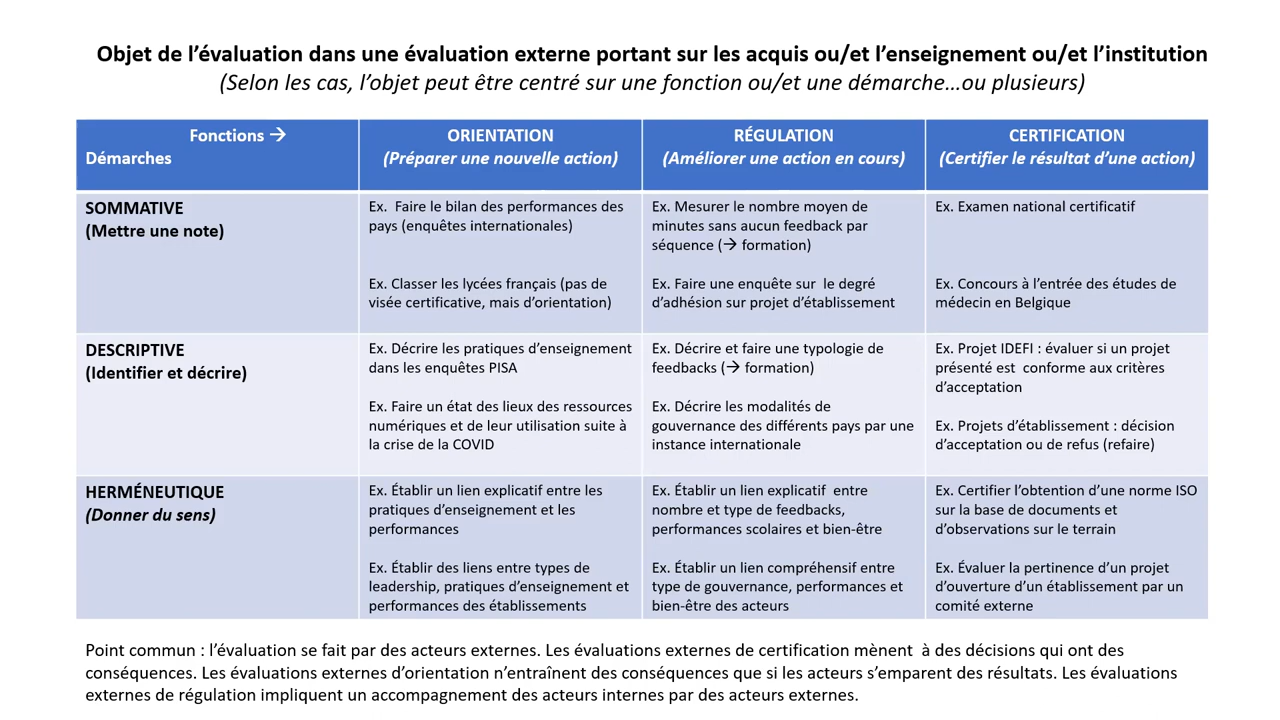 Objet de l’évaluation dans une évaluation externe portant sur les acquis ou/et l’enseignement ou/et l’institution
(Selon les cas, l’objet peut être centré sur une fonction ou/et une démarche…ou plusieurs)
Fonctions →
Démarches
ORIENTATION
(Préparer une nouvelle action)
RÉGULATION
(Améliorer une action en cours)
CERTIFICATION
(Certifier le résultat d’une action)
SOMMATIVE
(Mettre une note)
Ex. Faire le bilan des performances des
pays (enquêtes internationales)
Ex. Classer les lycées français (pas de
visée certificative, mais d’orientation)
Ex. Mesurer le nombre moyen de
minutes sans aucun feedback par
séquence (→ formation)
Ex. Faire une enquête sur le degré
d’adhésion sur projet d’établissement
Ex. Examen national certificatif
Ex. Concours à l’entrée des études de
médecin en Belgique
DESCRIPTIVE
(Identifier et décrire)
Ex. Décrire les pratiques d’enseignement
dans les enquêtes PISA
Ex. Faire un état des lieux des ressources
numériques et de leur utilisation suite à
la crise de la COVID
Ex. Décrire et faire une typologie de
feedbacks (→ formation)
Ex. Décrire les modalités de
gouvernance des différents pays par une
instance internationale
Ex. Projet IDEFI : évaluer si un projet
présenté est conforme aux critères
d’acceptation
Ex. Projets d’établissement : décision
d’acceptation ou de refus (refaire)
HERMÉNEUTIQUE
(Donner du sens)
Ex. Établir un lien explicatif entre les
pratiques d’enseignement et les
performances
Ex. Établir des liens entre types de
leadership, pratiques d’enseignement et
performances des établissements
Ex. Établir un lien explicatif entre
nombre et type de feedbacks,
performances scolaires et bien-être
Ex. Établir un lien compréhensif entre
type de gouvernance, performances et
bien-être des acteurs
Ex. Certifier l’obtention d’une norme ISO
sur la base de documents et
d’observations sur le terrain
Ex. Évaluer la pertinence d’un projet
d’ouverture d’un établissement par un
comité externe
Point commun : l’évaluation se fait par des acteurs externes. Les évaluations externes de certification mènent à des décisions qui ont des
conséquences. Les évaluations externes d’orientation n’entraînent des conséquences que si les acteurs s’emparent des résultats. Les évaluations
externes de régulation impliquent un accompagnement des acteurs internes par des acteurs externes.